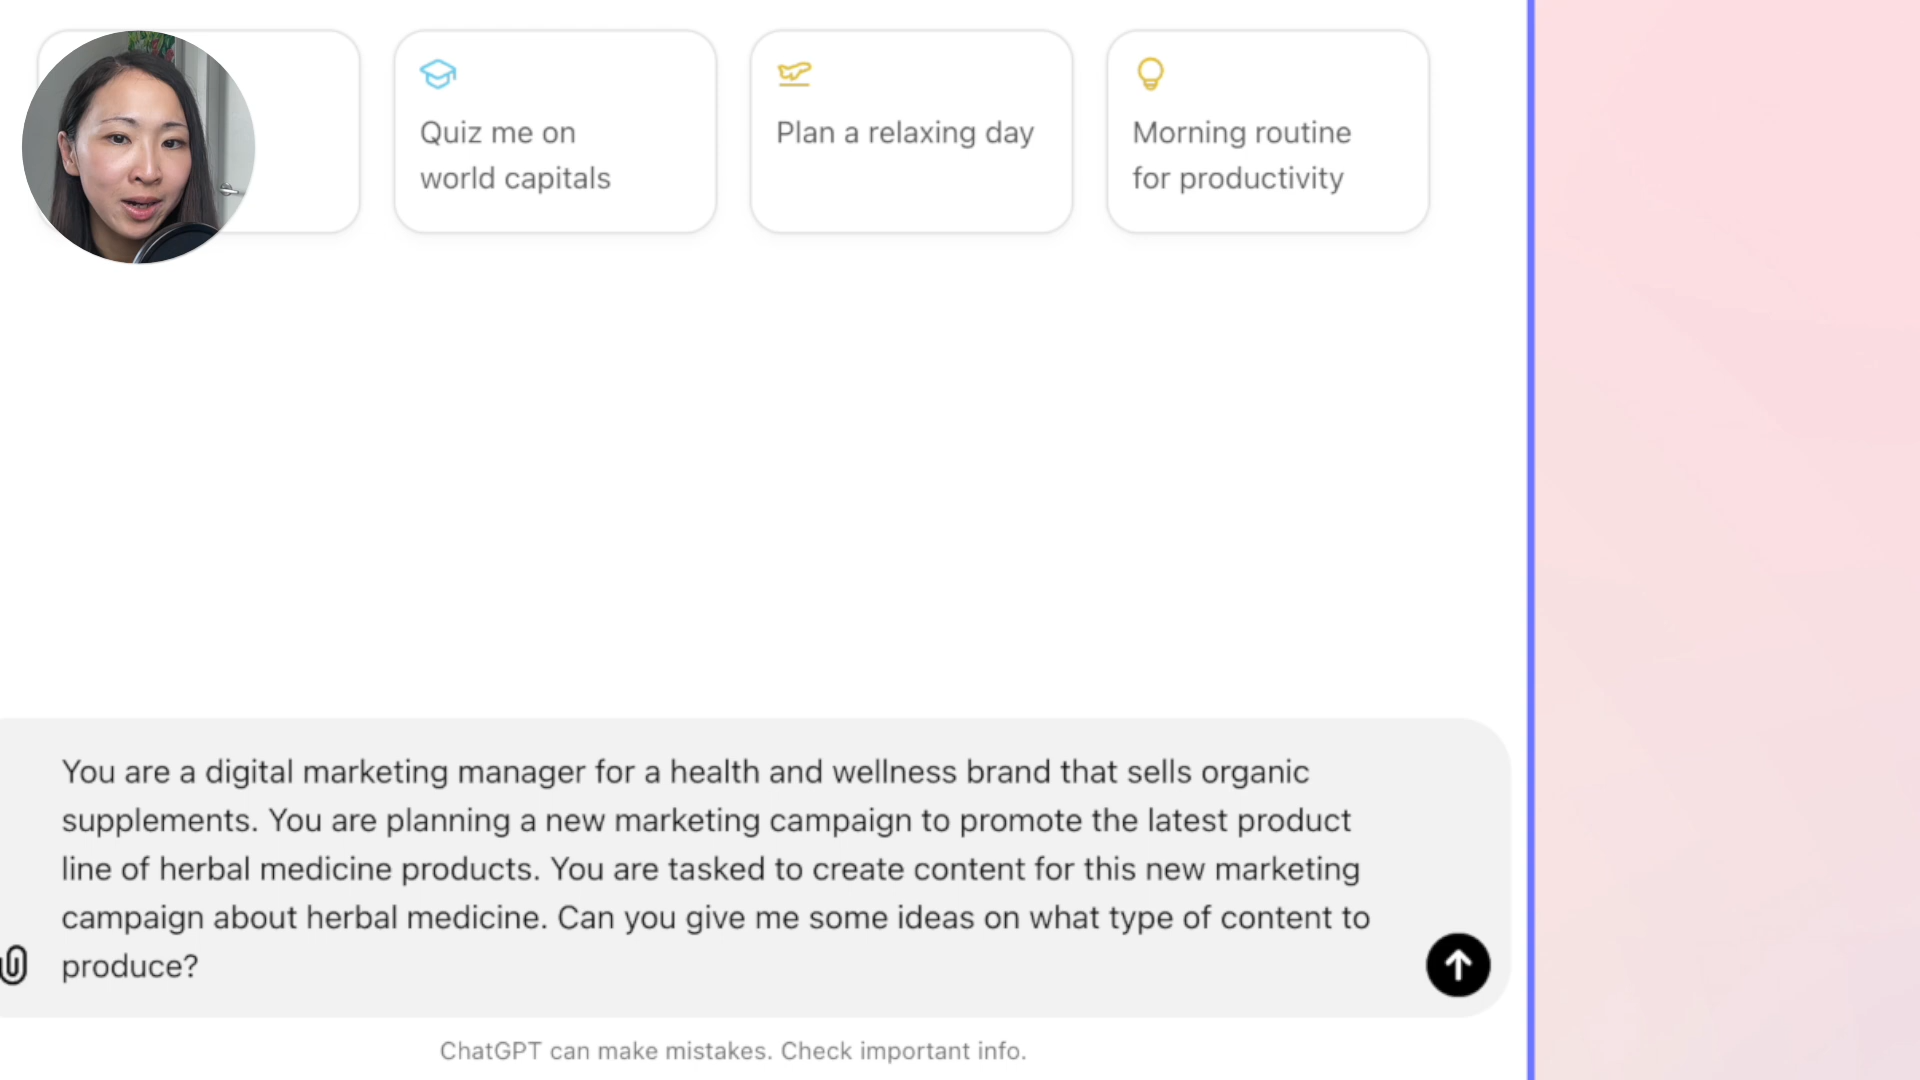 Quiz me on
world capitals
Plan a relaxing day
Morning routine
for productivity
You are a digital marketing manager for a health and wellness brand that sells organic
supplements. You are planning a new marketing campaign to promote the latest product
line of herbal medicine products. You are tasked to create content for this new marketing
campaign about herbal medicine. Can you give me some ideas on what type of content to
produce?
ChatGPT can make mistakes. Check important info.